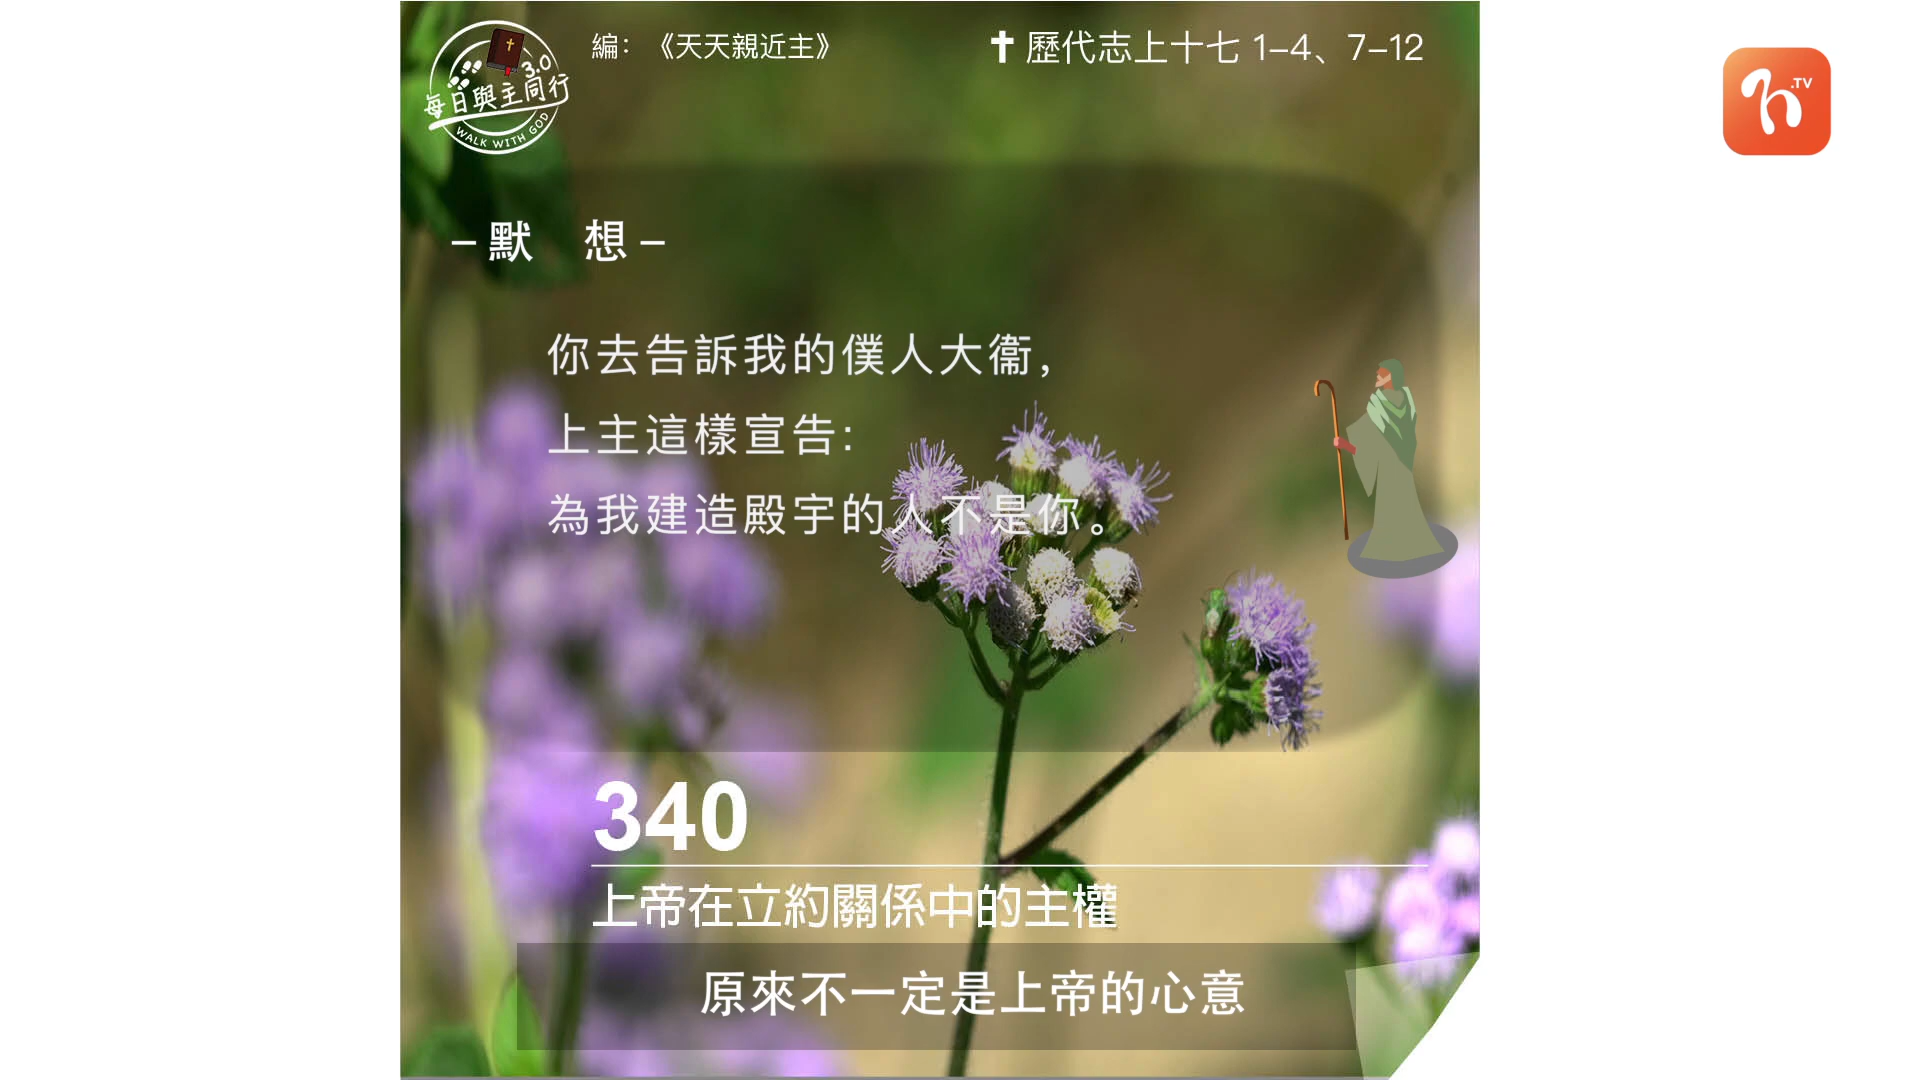 3.0
每日與主同行
WALK WITH GOD
編：《天天親近主》
✝歷代志上十七 1–4、7–12
h.TV
–默 想–
你去告訴我的僕人大衞，
上主這樣宣告：
為我建造殿宇的人不是你。
340
上帝在立約關係中的主權
原來不一定是上帝的心意